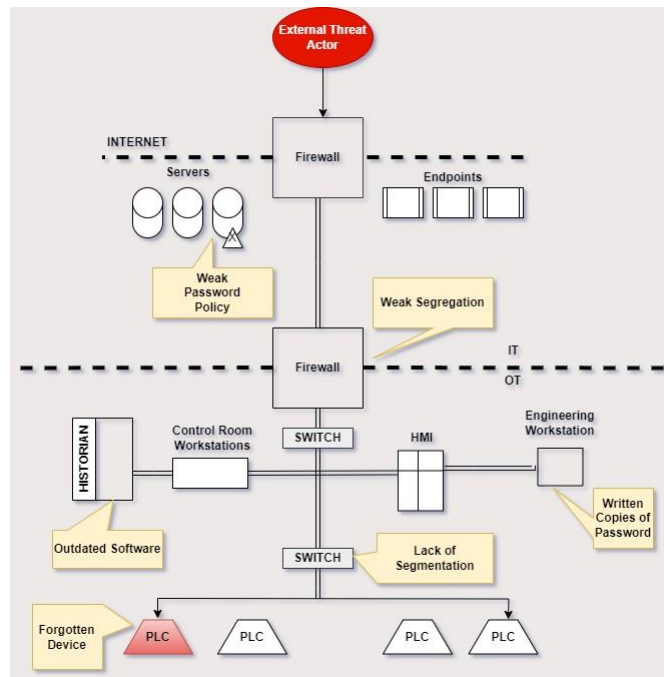 External Threat
Actor
INTERNET
Firewall
Servers
Endpoints
Weak
Password
Policy
Weak Segregation
Firewall
IT
OT
HISTORIAN
Control Room
Workstations
SWITCH
HMI
Engineering
Workstation
Outdated Software
Written
Copies of
Password
SWITCH
Lack of
Segmentation
Forgotten
Device
PLC
PLC
PLC
PLC